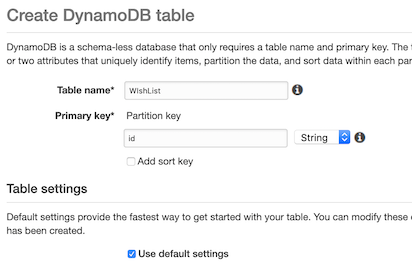 Create DynamoDB table
DynamoDB is a schema-less database that only requires a table name and primary key. The
or two attributes that uniquely identify items, partition the data, and sort data within each par
Table name* WIshList
Primary key* Partition key
id String
Add sort key
Table settings
Default settings provide the fastest way to get started with your table. You can modify these
has been created.
Use default settings